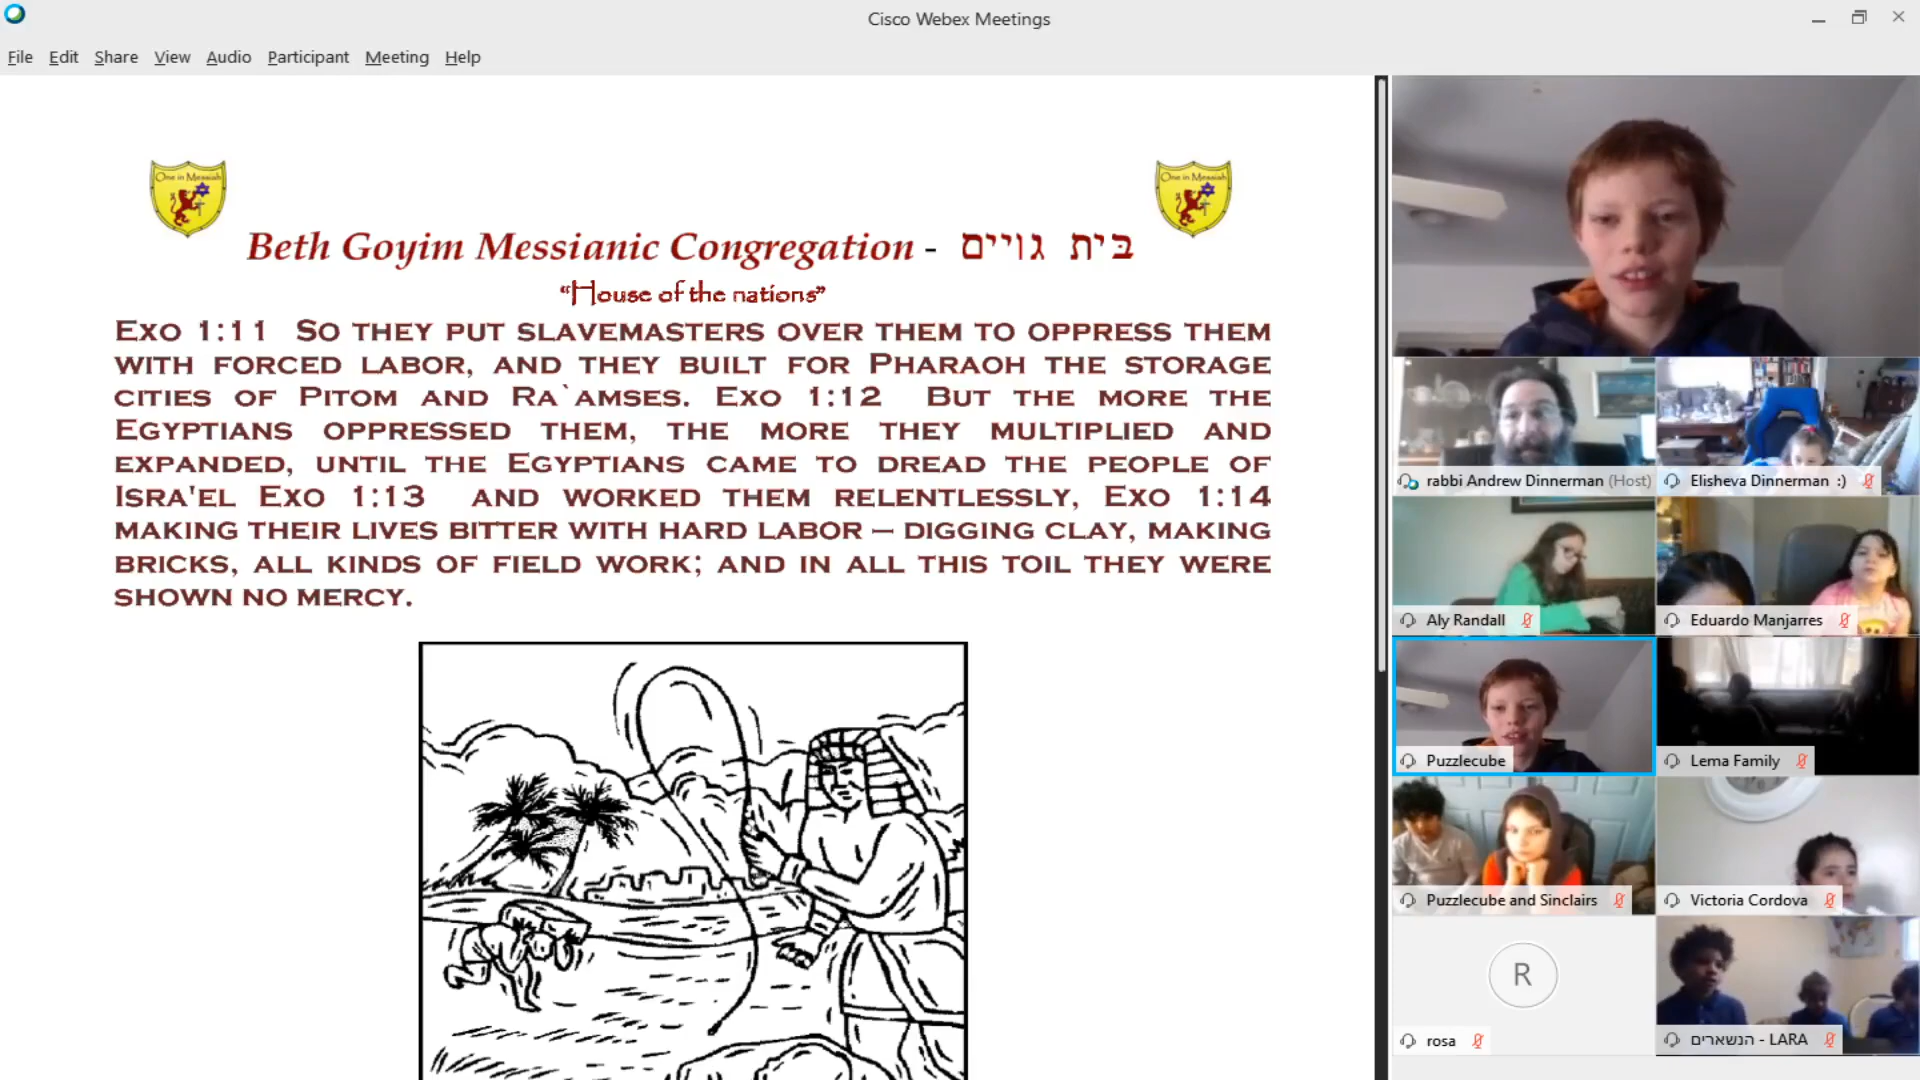 Cisco Webex Meetings
File Edit Share View Audio Participant Meeting Help
One in Messiah
One in Messiah
Beth Goyim Messianic Congregation - בית גויים
“House of the nations”
Exo 1:11 So they put slavemasters over them to oppress them
with forced labor, and they built for Pharaoh the storage
cities of Pitom and Ra`amses. Exo 1:12 But the more the
Egyptians oppressed them, the more they multiplied and
expanded, until the Egyptians came to dread the people of
Isra'el Exo 1:13 and worked them relentlessly, Exo 1:14
making their lives bitter with hard labor — digging clay, making
bricks, all kinds of field work; and in all this toil they were
shown no mercy.
rabbi Andrew Dinnerman (Host)
Elisheva Dinnerman :)
Aly Randall
Eduardo Manjarres
Puzzlecube
Lema Family
Puzzlecube and Sinclairs
Victoria Cordova
R
rosa
הנשארים - LARA